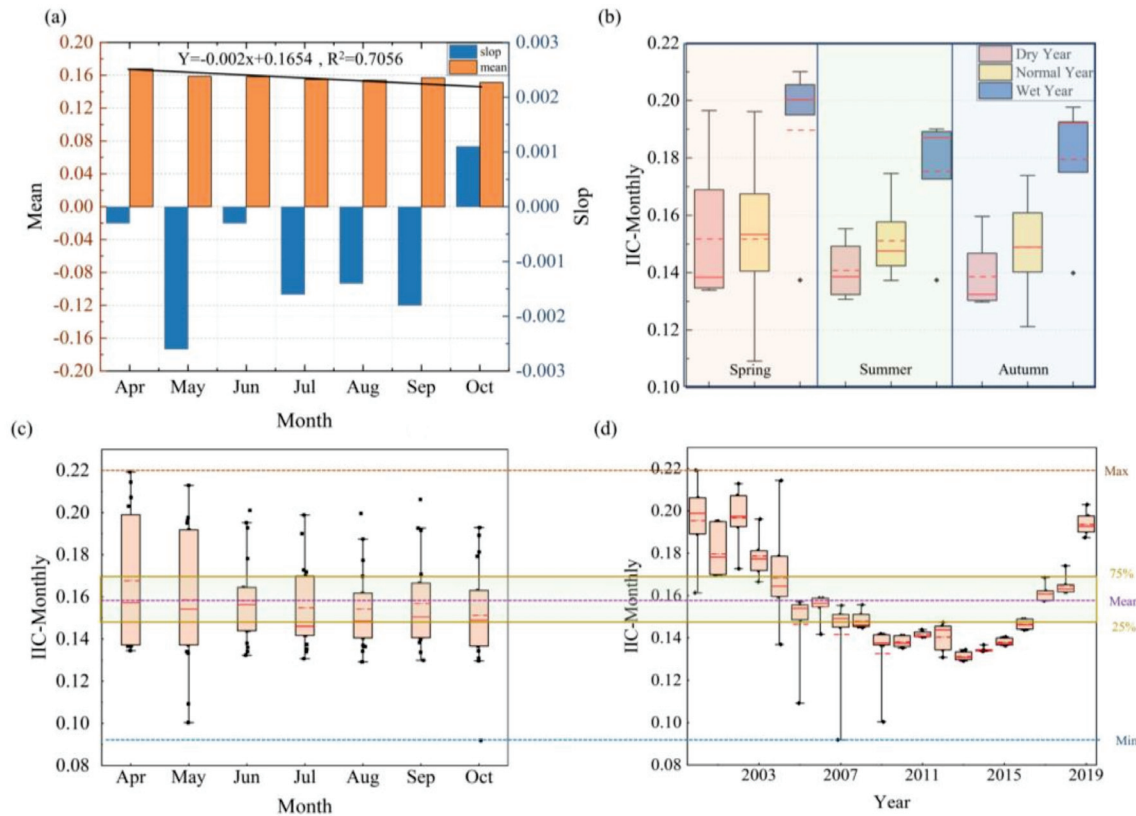 (a)
Y=-0.002x+0.1654 , R²=0.7056
slop
mean
0.20
0.16
0.12
0.08
0.04
0.00
-0.04
-0.08
-0.12
-0.16
-0.20
Mean
0.003
0.002
0.001
0.000
-0.001
-0.002
-0.003
Slop
Apr May Jun Jul Aug Sep Oct
Month
(b)
Dry Year
Normal Year
Wet Year
0.22
0.20
0.18
0.16
0.14
0.12
0.10
IIC-Monthly
Spring Summer Autumn
(c)
0.22
0.20
0.18
0.16
0.14
0.12
0.10
0.08
IIC-Monthly
Apr May Jun Jul Aug Sep Oct
Month
(d)
0.22
0.20
0.18
0.16
0.14
0.12
0.10
0.08
IIC-Monthly
Max
75%
Mean
25%
Min
2003 2007 2011 2015 2019
Year